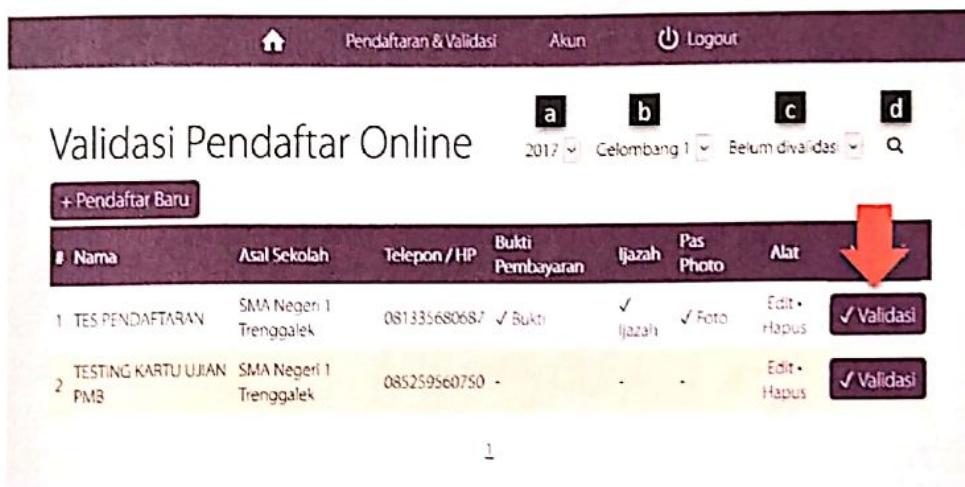 Pendaftaran & Validasi Akun Logout
a b c d
Validasi Pendaftar Online 2017 Gelombang 1 Belum divalidasi
+ Pendaftar Baru
# Nama Asal Sekolah Telepon / HP Bukti Pembayaran Ijazah Pas Photo Alat
1 TES PENDAFTARAN SMA Negeri 1 Trenggalek 081335680687 ✓ Bukti ✓ Ijazah ✓ Foto Edit • Hapus ✓ Validasi
2 TESTING KARTU UJIAN PMB SMA Negeri 1 Trenggalek 085259560750 - - - Edit • Hapus ✓ Validasi
1